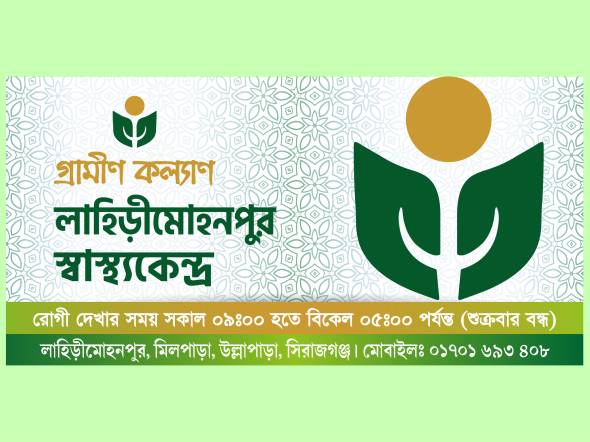 গ্রামীণ কল্যাণ
লাহিড়ীমোহনপুর
স্বাস্থ্যকেন্দ্র
রোগী দেখার সময় সকাল ০৯ঃ০০ হতে বিকেল ০৫ঃ০০ পর্যন্ত (শুক্রবার বন্ধ)
লাহিড়ীমোহনপুর, মিলপাড়া, উল্লাপাড়া, সিরাজগঞ্জ। মোবাইলঃ ০১৭০১ ৬৯৩ ৪০৮